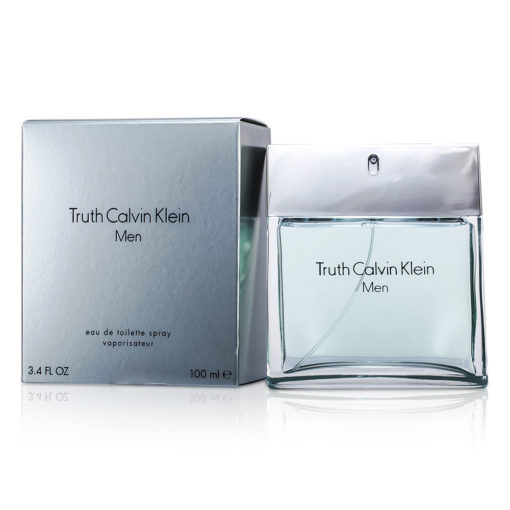 Truth Calvin Klein
Men
eau de toilette spray
vaporisateur
3.4 FL OZ
100 ml ℮
Truth Calvin Klein
Men